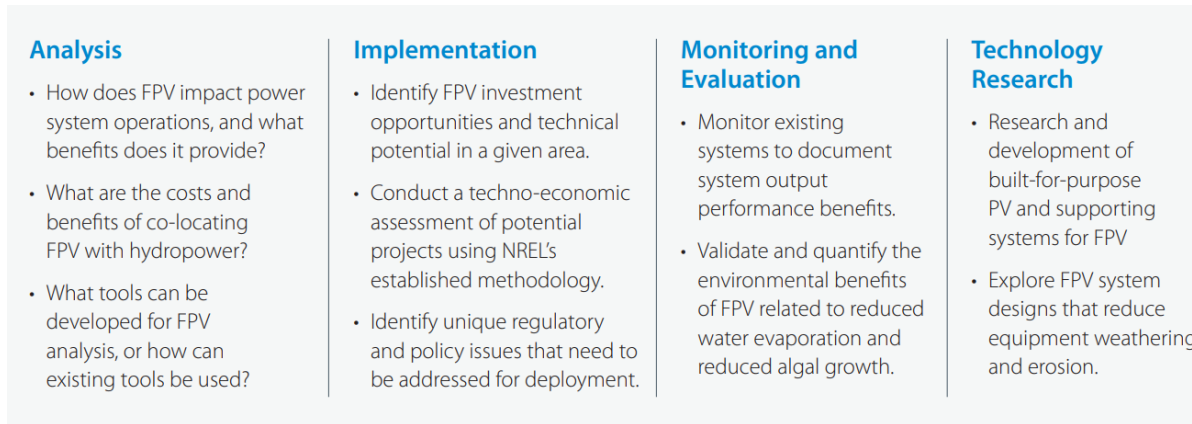 Analysis
• How does FPV impact power
system operations, and what
benefits does it provide?
• What are the costs and
benefits of co-locating
FPV with hydropower?
• What tools can be
developed for FPV
analysis, or how can
existing tools be used?
Implementation
• Identify FPV investment
opportunities and technical
potential in a given area.
• Conduct a techno-economic
assessment of potential
projects using NREL's
established methodology.
• Identify unique regulatory
and policy issues that need to
be addressed for deployment.
Monitoring and
Evaluation
• Monitor existing
systems to document
system output
performance benefits.
• Validate and quantify the
environmental benefits
of FPV related to reduced
water evaporation and
reduced algal growth.
Technology
Research
• Research and
development of
built-for-purpose
PV and supporting
systems for FPV
• Explore FPV system
designs that reduce
equipment weathering
and erosion.